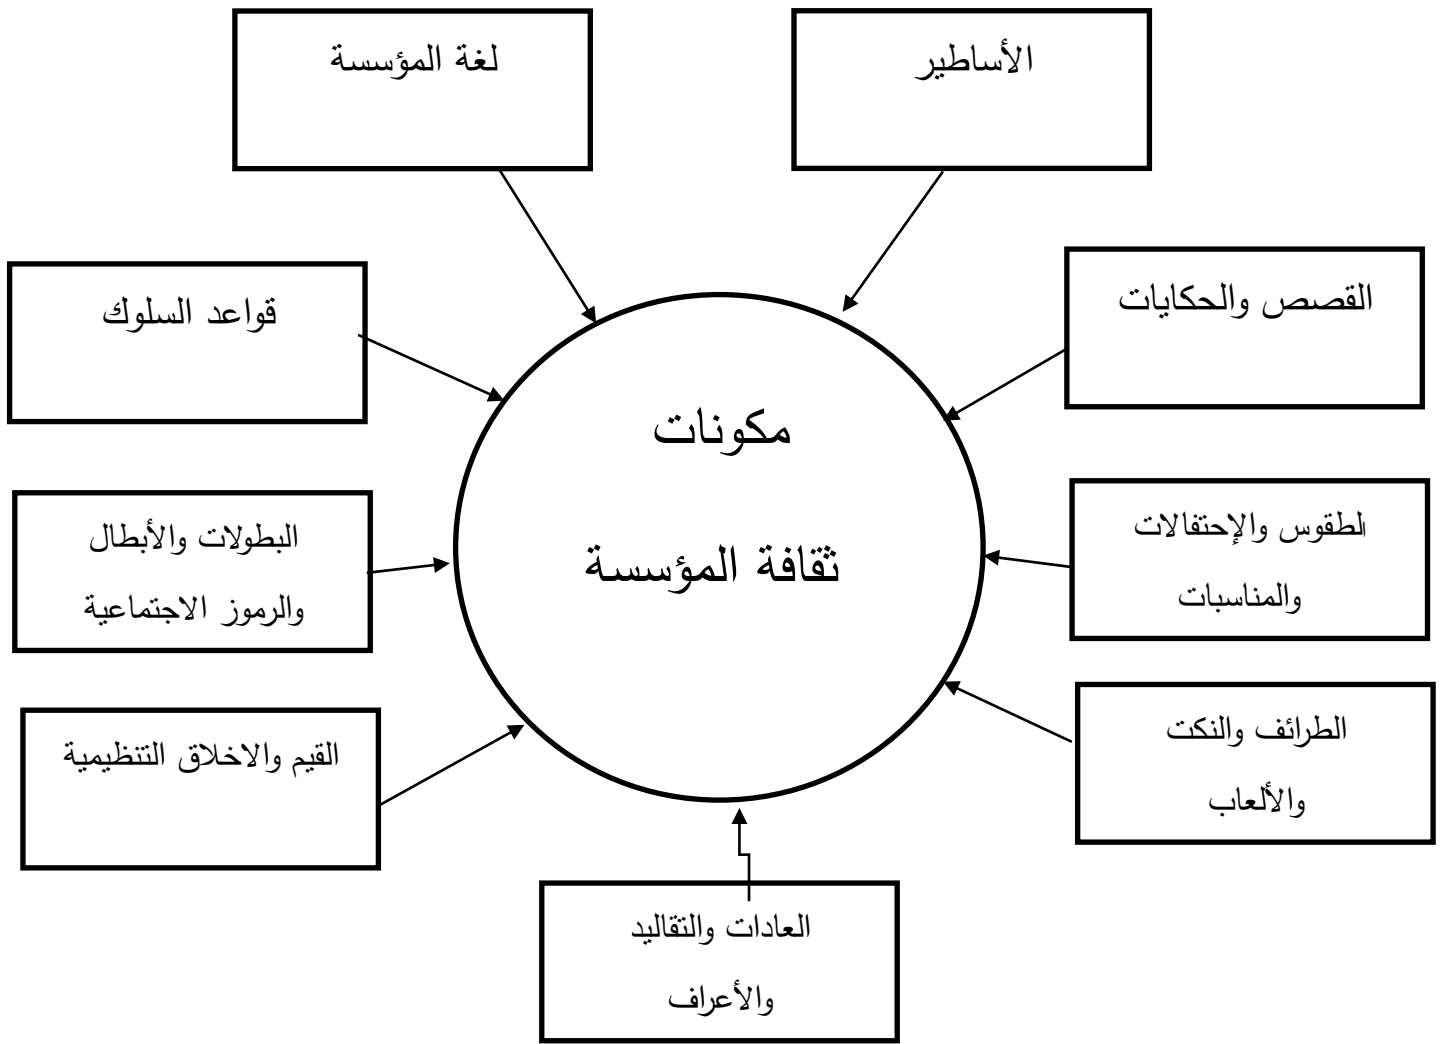 الأساطير
لغة المؤسسة
القصص والحكايات
قواعد السلوك
مكونات
ثقافة المؤسسة
لطقوس والإحتفالات
والمناسبات
البطولات والأبطال
والرموز الاجتماعية
الطرائف والنكت
والألعاب
القيم والاخلاق التنظيمية
العادات والتقاليد
والأعراف